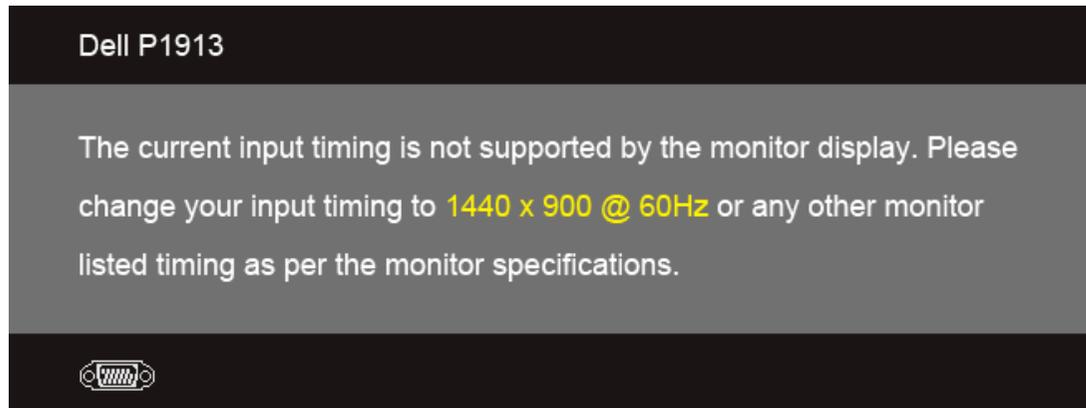 Dell P1913
The current input timing is not supported by the monitor display. Please
change your input timing to 1440 x 900 @ 60Hz or any other monitor
listed timing as per the monitor specifications.